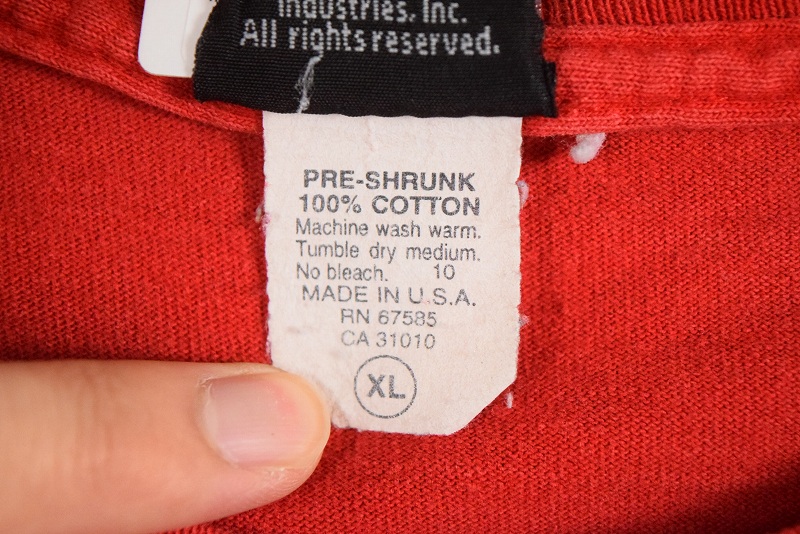 Industries, Inc.
All rights reserved.
PRE-SHRUNK
100% COTTON
Machine wash warm.
Tumble dry medium.
No bleach. 10
MADE IN U.S.A.
RN 67585
CA 31010
XL